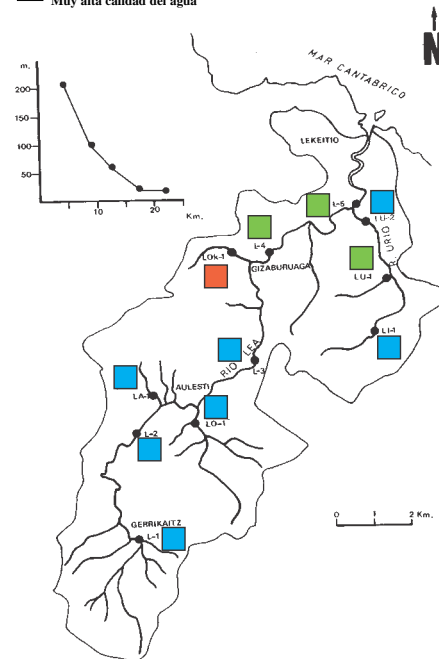 Muy alta calidad del agua
N
m.
200
150
100
50
10
20
Km.
MAR CANTABRICO
LEKEITIO
L-5
LU-2
R. URIO
LU-1
LI-1
L-4
LOK-1
GIZABURUAGA
RIO LEA
L-3
AULESTI
LO-1
L-2
GERRIKAITZ
L-1
0 1 2 Km.